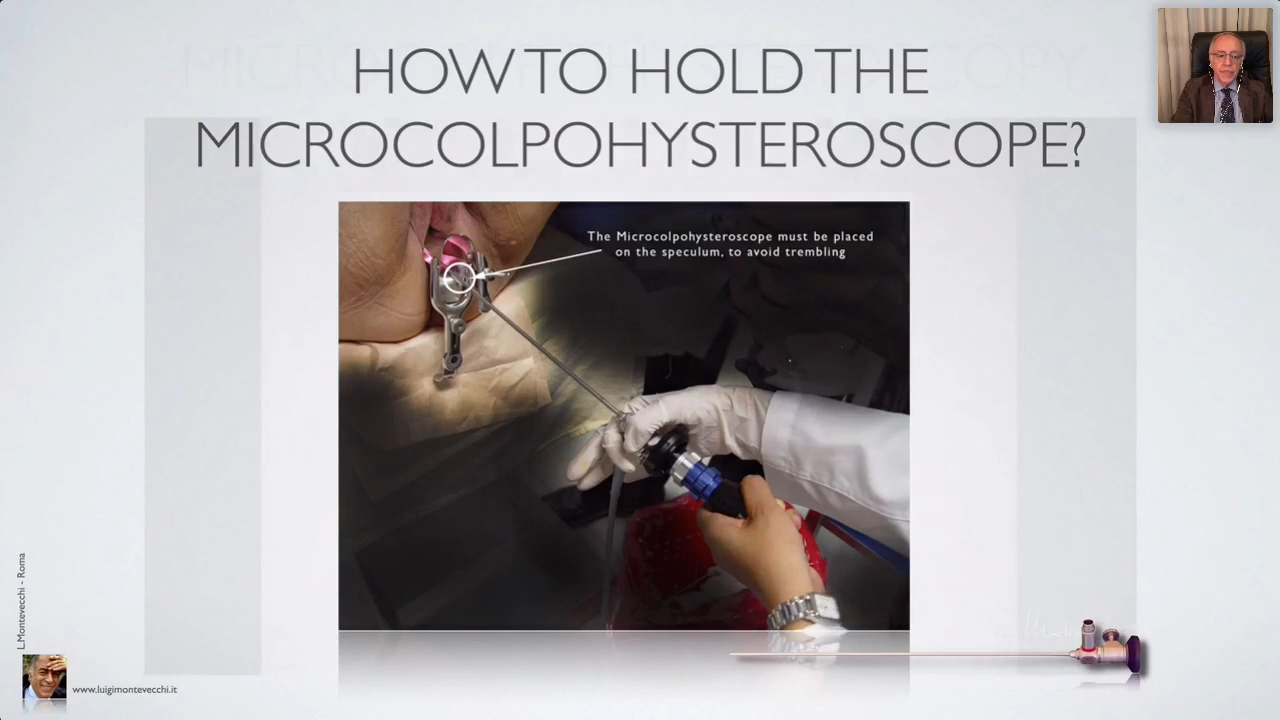 HOW TO HOLD THE
MICROCOLPOHYSTEROSCOPE?
The Microcolpohysteroscope must be placed
on the speculum, to avoid trembling
L.Montevecchi - Roma
www.luigimontevecchi.it